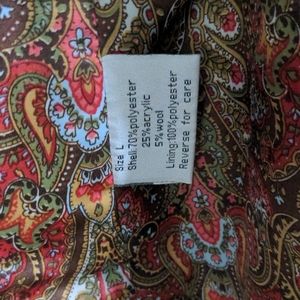 Size L
Shell:70%polyester
25%acrylic
5%wool
Lining:100%polyester
Reverse for care